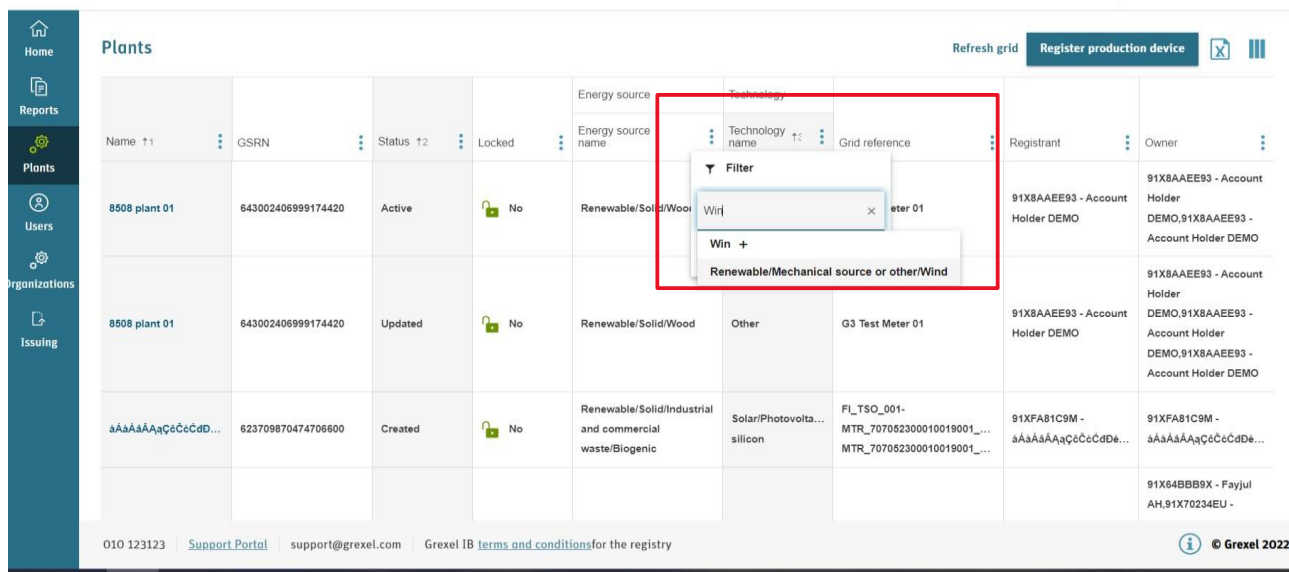 Home
Reports
Plants
Users
Organizations
Issuing
Plants
Refresh grid
Register production device
Energy source
Technology
Name ↑1
GSRN
Status ↑2
Locked
Energy source
name
Technology
name ↑3
Grid reference
Registrant
Owner
Filter
Win
Win +
Renewable/Mechanical source or other/Wind
8508 plant 01
643002406999174420
Active
No
Renewable/Solid/Wood
eter 01
91X8AAEE93 - Account
Holder DEMO
91X8AAEE93 - Account
Holder
DEMO,91X8AAEE93 -
Account Holder DEMO
8508 plant 01
643002406999174420
Updated
No
Renewable/Solid/Wood
Other
G3 Test Meter 01
91X8AAEE93 - Account
Holder DEMO
91X8AAEE93 - Account
Holder
DEMO,91X8AAEE93 -
Account Holder
DEMO,91X8AAEE93 -
Account Holder DEMO
623709870474706600
Created
No
Renewable/Solid/Industrial
and commercial
waste/Biogenic
Solar/Photovolta...
silicon
FI_TSO_001-
MTR_707052300010019001_...
MTR_707052300010019001_...
91XFA81C9M -
91XFA81C9M -
91X64BBB9X - Fayjul
AH,91X70234EU -
010 123123
Support Portal
support@grexel.com
Grexel IB terms and conditionsfor the registry
© Grexel 2022